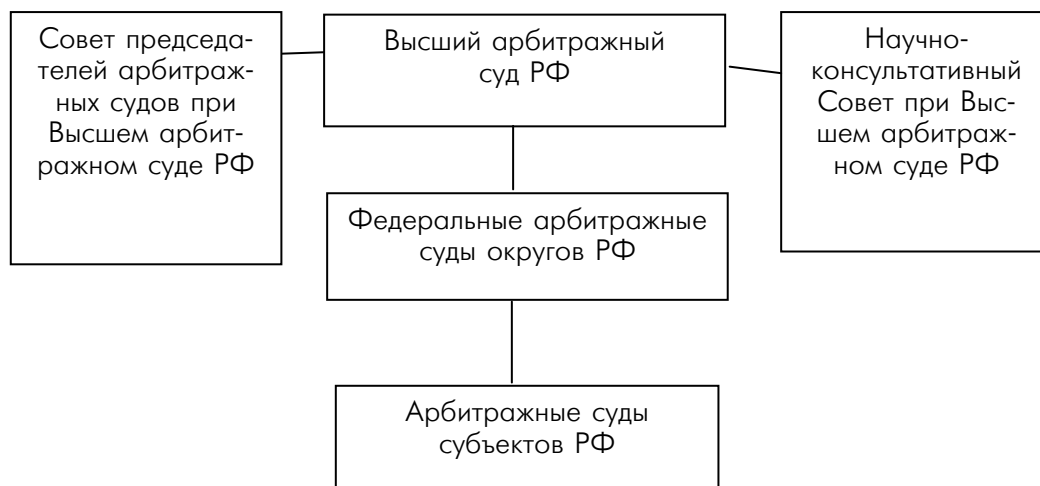 Совет председа-
телей арбитраж-
ных судов при
Высшем арбит-
ражном суде РФ
Высший арбитражный
суд РФ
Научно-
консультативный
Совет при Выс-
шем арбитраж-
ном суде РФ
Федеральные арбитражные
суды округов РФ
Арбитражные суды
субъектов РФ